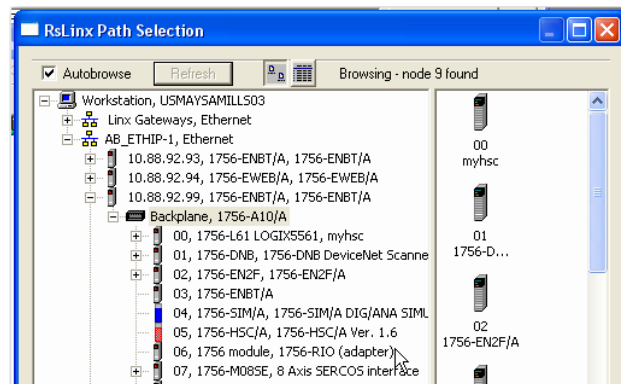 RsLinx Path Selection
Autobrowse Refresh Browsing - node 9 found
Workstation, USMAYSAMILLS03
Linx Gateways, Ethernet
AB_ETHIP-1, Ethernet
10.88.92.93, 1756-ENBT/A, 1756-ENBT/A
10.88.92.94, 1756-EWEB/A, 1756-EWEB/A
10.88.92.99, 1756-ENBT/A, 1756-ENBT/A
Backplane, 1756-A10/A
00, 1756-L61 LOGIX5561, myhsc
01, 1756-DNB, 1756-DNB DeviceNet Scanne
02, 1756-EN2F, 1756-EN2F/A
03, 1756-ENBT/A
04, 1756-SIM/A, 1756-SIM/A DIG/ANA SIMU
05, 1756-HSC/A, 1756-HSC/A Ver. 1.6
06, 1756 module, 1756-RIO (adapter)
07, 1756-M08SE, 8 Axis SERCOS interface
00
myhsc
01
1756-D...
02
1756-EN2F/A